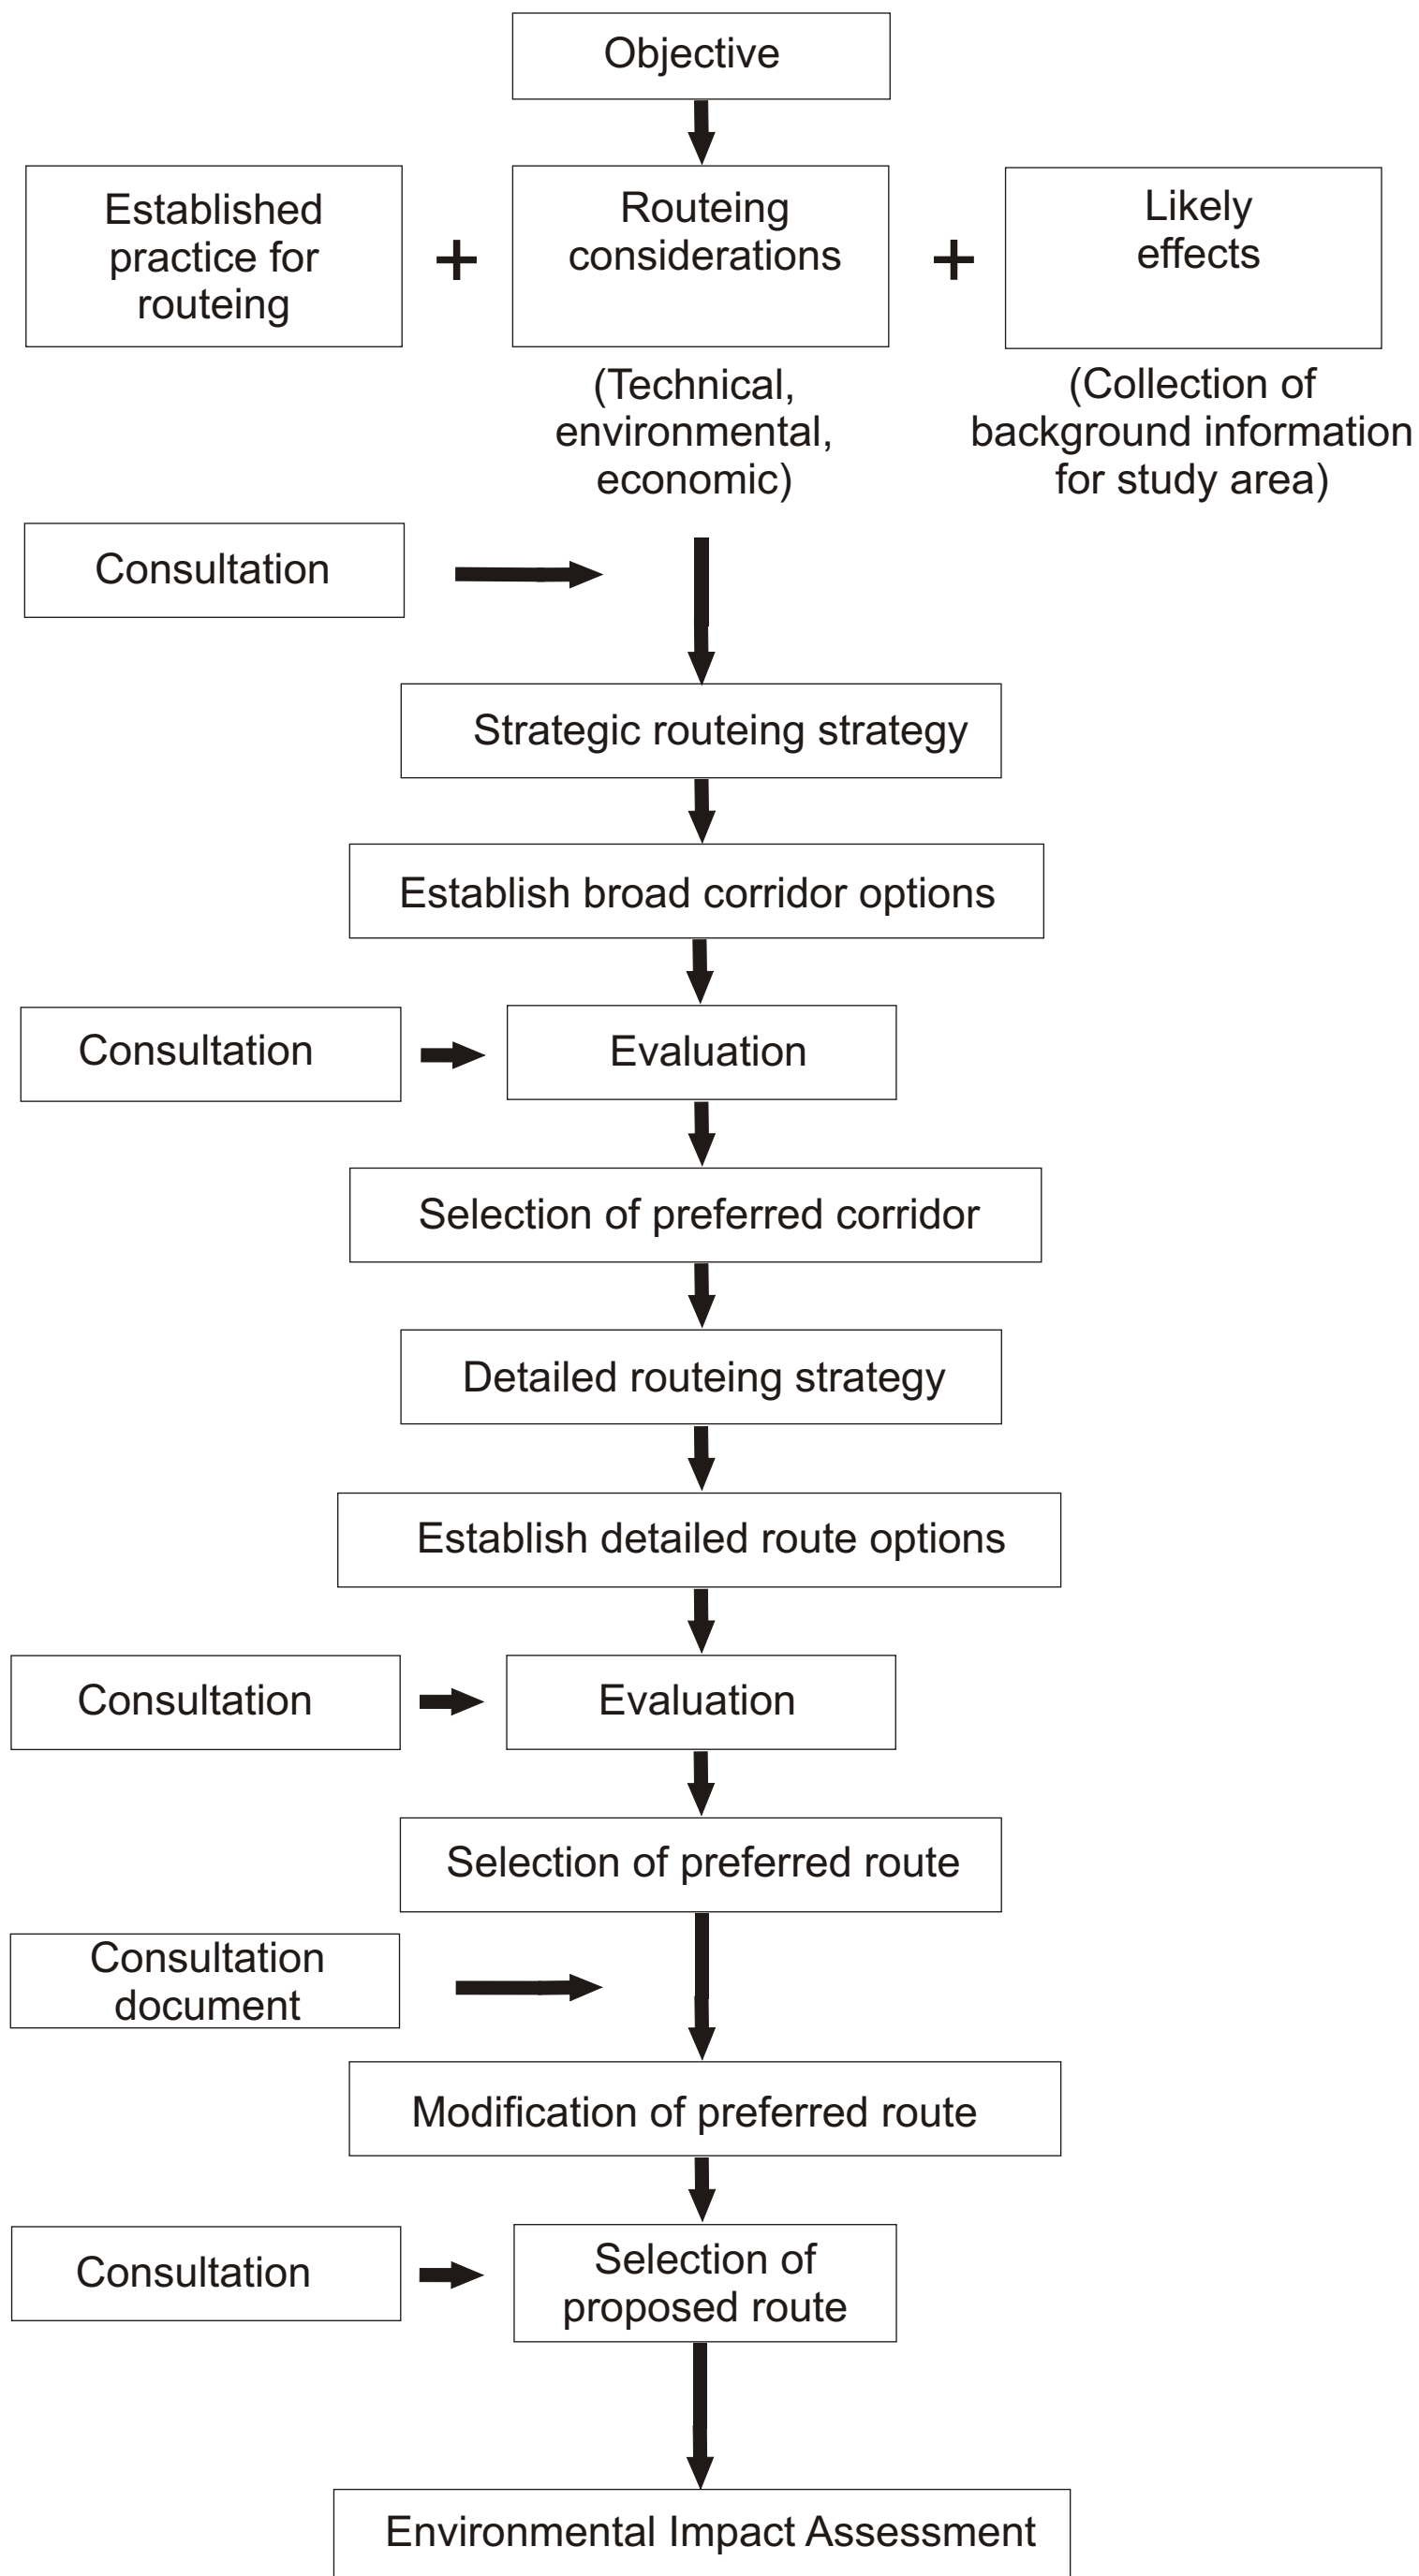 Objective
Established
practice for
routeing
+
Routeing
considerations
+
Likely
effects
(Technical,
environmental,
economic)
(Collection of
background information
for study area)
Consultation
Strategic routeing strategy
Establish broad corridor options
Consultation
Evaluation
Selection of preferred corridor
Detailed routeing strategy
Establish detailed route options
Consultation
Evaluation
Selection of preferred route
Consultation
document
Modification of preferred route
Consultation
Selection of
proposed route
Environmental Impact Assessment